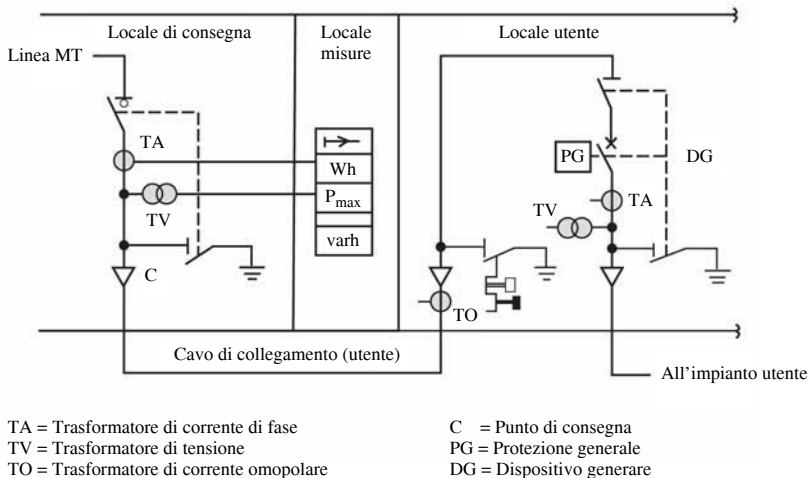 Locale di consegna
Locale
misure
Locale utente
Linea MT
TA
Wh
TV
P_max
varh
C
PG
DG
TV
TA
TO
Cavo di collegamento (utente)
All’impianto utente
TA = Trasformatore di corrente di fase
TV = Trasformatore di tensione
TO = Trasformatore di corrente omopolare
C = Punto di consegna
PG = Protezione generale
DG = Dispositivo generare